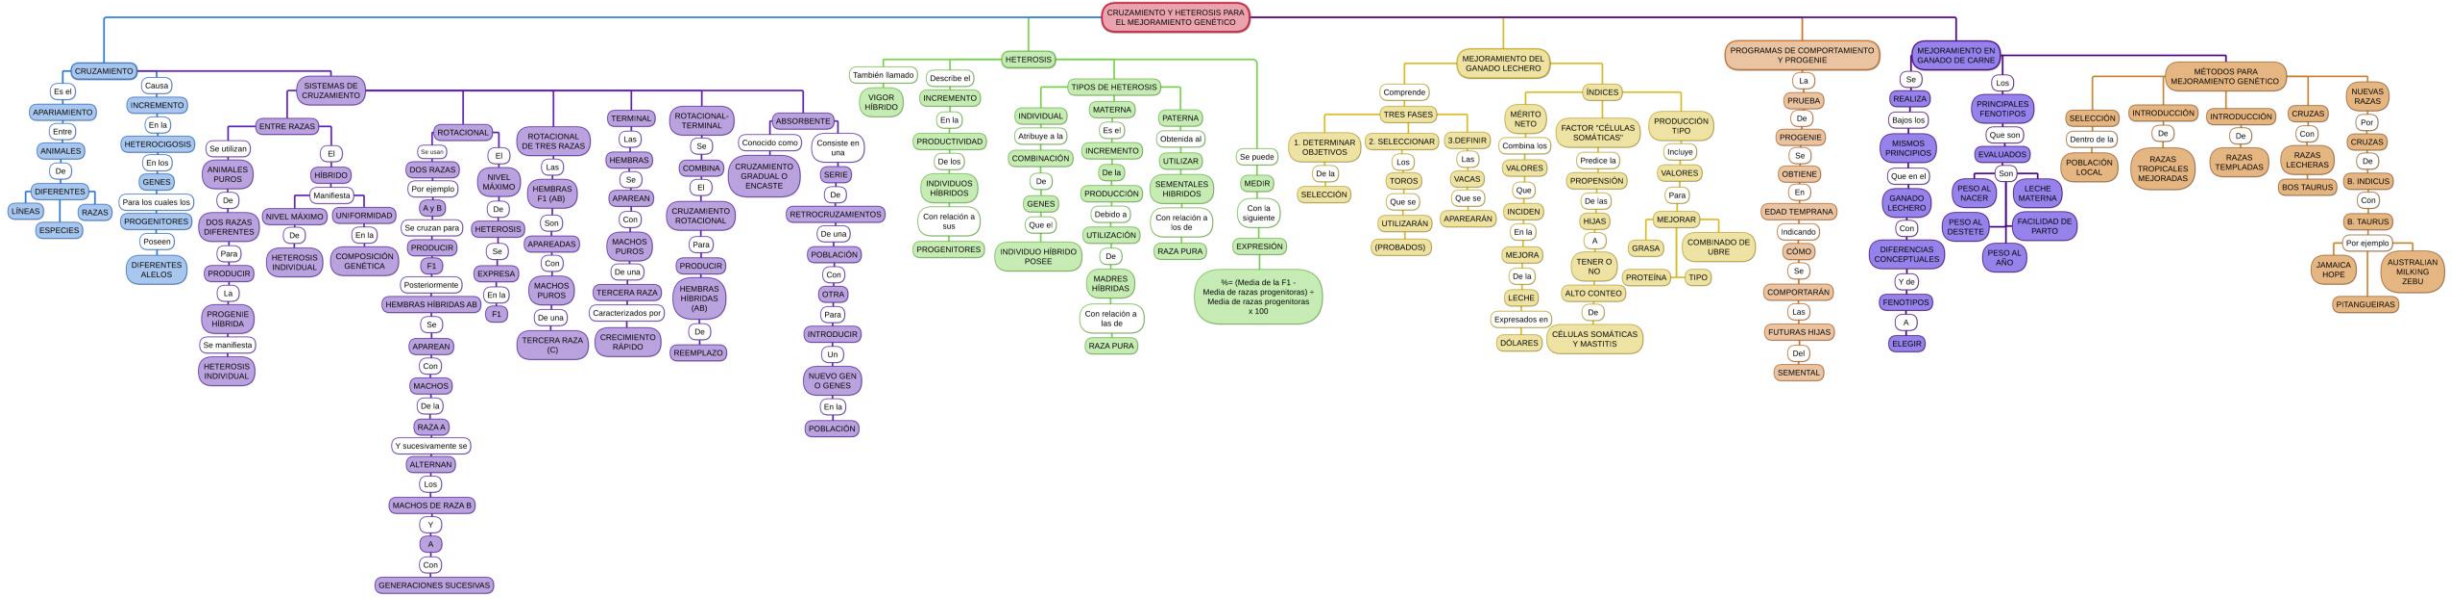 CRUZAMIENTO Y HETEROSIS PARA
EL MEJORAMIENTO GENÉTICO
CRUZAMIENTO
Es el
APARIAMIENTO
Entre
ANIMALES
De
DIFERENTES
LÍNEAS
RAZAS
ESPECIES
Causa
INCREMENTO
En la
HETEROCIGOSIS
En los
GENES
Para los cuales los
PROGENITORES
Poseen
DIFERENTES
ALELOS
SISTEMAS DE
CRUZAMIENTO
ENTRE RAZAS
Se utilizan
ANIMALES
PUROS
De
DOS RAZAS
DIFERENTES
Para
PRODUCIR
La
PROGENIE
HÍBRIDA
Se manifiesta
HETEROSIS
INDIVIDUAL
El
HÍBRIDO
Manifiesta
NIVEL MÁXIMO
De
HETEROSIS
INDIVIDUAL
UNIFORMIDAD
En la
COMPOSICIÓN
GENÉTICA
ROTACIONAL
Se usan
DOS RAZAS
Por ejemplo
A y B
Se cruzan para
PRODUCIR
F1
Posteriormente
HEMBRAS HÍBRIDAS AB
Se
APAREAN
Con
MACHOS
De la
RAZA A
Y sucesivamente se
ALTERNAN
Los
MACHOS DE RAZA B
Y
A
Con
GENERACIONES SUCESIVAS
El
NIVEL
MÁXIMO
De
HETEROSIS
Se
EXPRESA
En la
F1
ROTACIONAL
DE TRES RAZAS
Las
HEMBRAS
F1 (AB)
Son
APAREADAS
Con
MACHOS
PUROS
De una
TERCERA RAZA
(C)
TERMINAL
Las
HEMBRAS
Se
APAREAN
Con
MACHOS
PUROS
De una
TERCERA RAZA
Caracterizados por
CRECIMIENTO
RÁPIDO
ROTACIONAL-
TERMINAL
Se
COMBINA
El
CRUZAMIENTO
ROTACIONAL
Para
PRODUCIR
HEMBRAS
HÍBRIDAS
(AB)
De
REEMPLAZO
ABSORBENTE
Conocido como
CRUZAMIENTO
GRADUAL O
ENCASTE
Consiste en
una
SERIE
De
RETROCRUZAMIENTOS
De una
POBLACIÓN
Con
OTRA
Para
INTRODUCIR
Un
NUEVO GEN
O GENES
En la
POBLACIÓN
HETEROSIS
También llamado
VIGOR
HÍBRIDO
Describe el
INCREMENTO
En la
PRODUCTIVIDAD
De los
INDIVIDUOS
HÍBRIDOS
Con relación a
sus
PROGENITORES
TIPOS DE HETEROSIS
INDIVIDUAL
Atribuye a la
COMBINACIÓN
De
GENES
Que el
INDIVIDUO HÍBRIDO
POSEE
MATERNA
Es el
INCREMENTO
De la
PRODUCCIÓN
Debido a
UTILIZACIÓN
De
MADRES
HÍBRIDAS
Con relación a
las de
RAZA PURA
PATERNA
Obtenida al
UTILIZAR
SEMENTALES
HIBRIDOS
Con relación a
los de
RAZA PURA
Se puede
MEDIR
Con la
siguiente
EXPRESIÓN
%= (Media de la F1 -
Media de razas progenitoras) ÷
Media de razas progenitoras
x 100
MEJORAMIENTO DEL
GANADO LECHERO
Comprende
TRES FASES
1. DETERMINAR
OBJETIVOS
De la
SELECCIÓN
2. SELECCIONAR
Los
TOROS
Que se
UTILIZARÁN
(PROBADOS)
3.DEFINIR
Las
VACAS
Que se
APAREARÁN
ÍNDICES
MÉRITO
NETO
Combina los
VALORES
Que
INCIDEN
En la
MEJORA
De la
LECHE
Expresados en
DÓLARES
FACTOR "CÉLULAS
SOMÁTICAS"
Predice la
PROPENSIÓN
De las
HIJAS
A
TENER O
NO
ALTO CONTEO
De
CÉLULAS SOMÁTICAS
Y MASTITIS
PRODUCCIÓN
TIPO
Incluye
VALORES
Para
MEJORAR
GRASA
COMBINADO DE
UBRE
PROTEÍNA
TIPO
PROGRAMAS DE COMPORTAMIENTO
Y PROGENIE
La
PRUEBA
De
PROGENIE
Se
OBTIENE
En
EDAD TEMPRANA
Indicando
CÓMO
Se
COMPORTARÁN
Las
FUTURAS HIJAS
Del
SEMENTAL
MEJORAMIENTO EN
GANADO DE CARNE
Se
REALIZA
Bajos los
MISMOS
PRINCIPIOS
Que en el
GANADO
LECHERO
Con
DIFERENCIAS
CONCEPTUALES
Y de
FENOTIPOS
A
ELEGIR
Los
PRINCIPALES
FENOTIPOS
Que son
EVALUADOS
Son
PESO AL
NACER
LECHE
MATERNA
PESO AL
DESTETE
FACILIDAD DE
PARTO
PESO AL
AÑO
MÉTODOS PARA
MEJORAMIENTO GENÉTICO
SELECCIÓN
Dentro de la
POBLACIÓN
LOCAL
INTRODUCCIÓN
De
RAZAS
TROPICALES
MEJORADAS
INTRODUCCIÓN
De
RAZAS
TEMPLADAS
CRUZAS
Con
RAZAS
LECHERAS
BOS TAURUS
NUEVAS
RAZAS
Por
CRUZAS
De
B. INDICUS
Con
B. TAURUS
Por ejemplo
JAMAICA
HOPE
AUSTRALIAN
MILKING
ZEBU
PITANGUEIRAS